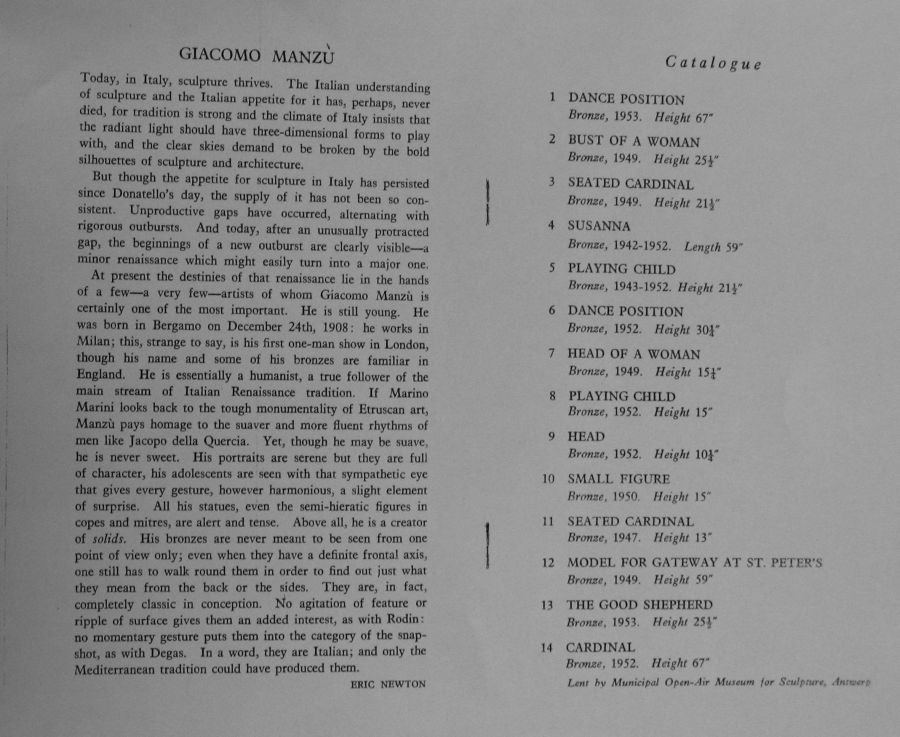 GIACOMO MANZÙ
Today, in Italy, sculpture thrives. The Italian understanding
of sculpture and the Italian appetite for it has, perhaps, never
died, for tradition is strong and the climate of Italy insists that
the radiant light should have three-dimensional forms to play
with, and the clear skies demand to be broken by the bold
silhouettes of sculpture and architecture.
But though the appetite for sculpture in Italy has persisted
since Donatello's day, the supply of it has not been so con-
sistent. Unproductive gaps have occurred, alternating with
rigorous outbursts. And today, after an unusually protracted
gap, the beginnings of a new outburst are clearly visible—a
minor renaissance which might easily turn into a major one.
At present the destinies of that renaissance lie in the hands
of a few—a very few—artists of whom Giacomo Manzù is
certainly one of the most important. He is still young. He
was born in Bergamo on December 24th, 1908: he works in
Milan; this, strange to say, is his first one-man show in London,
though his name and some of his bronzes are familiar in
England. He is essentially a humanist, a true follower of the
main stream of Italian Renaissance tradition. If Marino
Marini looks back to the tough monumentality of Etruscan art,
Manzù pays homage to the suaver and more fluent rhythms of
men like Jacopo della Quercia. Yet, though he may be suave,
he is never sweet. His portraits are serene but they are full
of character, his adolescents are seen with that sympathetic eye
that gives every gesture, however harmonious, a slight element
of surprise. All his statues, even the semi-hieratic figures in
copes and mitres, are alert and tense. Above all, he is a creator
of solids. His bronzes are never meant to be seen from one
point of view only; even when they have a definite frontal axis,
one still has to walk round them in order to find out just what
they mean from the back or the sides. They are, in fact,
completely classic in conception. No agitation of feature or
ripple of surface gives them an added interest, as with Rodin:
no momentary gesture puts them into the category of the snap-
shot, as with Degas. In a word, they are Italian; and only the
Mediterranean tradition could have produced them.
ERIC NEWTON
Catalogue
1 DANCE POSITION
Bronze, 1953. Height 67"
2 BUST OF A WOMAN
Bronze, 1949. Height 25½"
3 SEATED CARDINAL
Bronze, 1949. Height 21½"
4 SUSANNA
Bronze, 1942-1952. Length 59"
5 PLAYING CHILD
Bronze, 1943-1952. Height 21½"
6 DANCE POSITION
Bronze, 1952. Height 30¾"
7 HEAD OF A WOMAN
Bronze, 1949. Height 15¼"
8 PLAYING CHILD
Bronze, 1952. Height 15"
9 HEAD
Bronze, 1952. Height 10¾"
10 SMALL FIGURE
Bronze, 1950. Height 15"
11 SEATED CARDINAL
Bronze, 1947. Height 13"
12 MODEL FOR GATEWAY AT ST. PETER'S
Bronze, 1949. Height 59"
13 THE GOOD SHEPHERD
Bronze, 1953. Height 25½"
14 CARDINAL
Bronze, 1952. Height 67"
Lent by Municipal Open-Air Museum for Sculpture, Antwerp